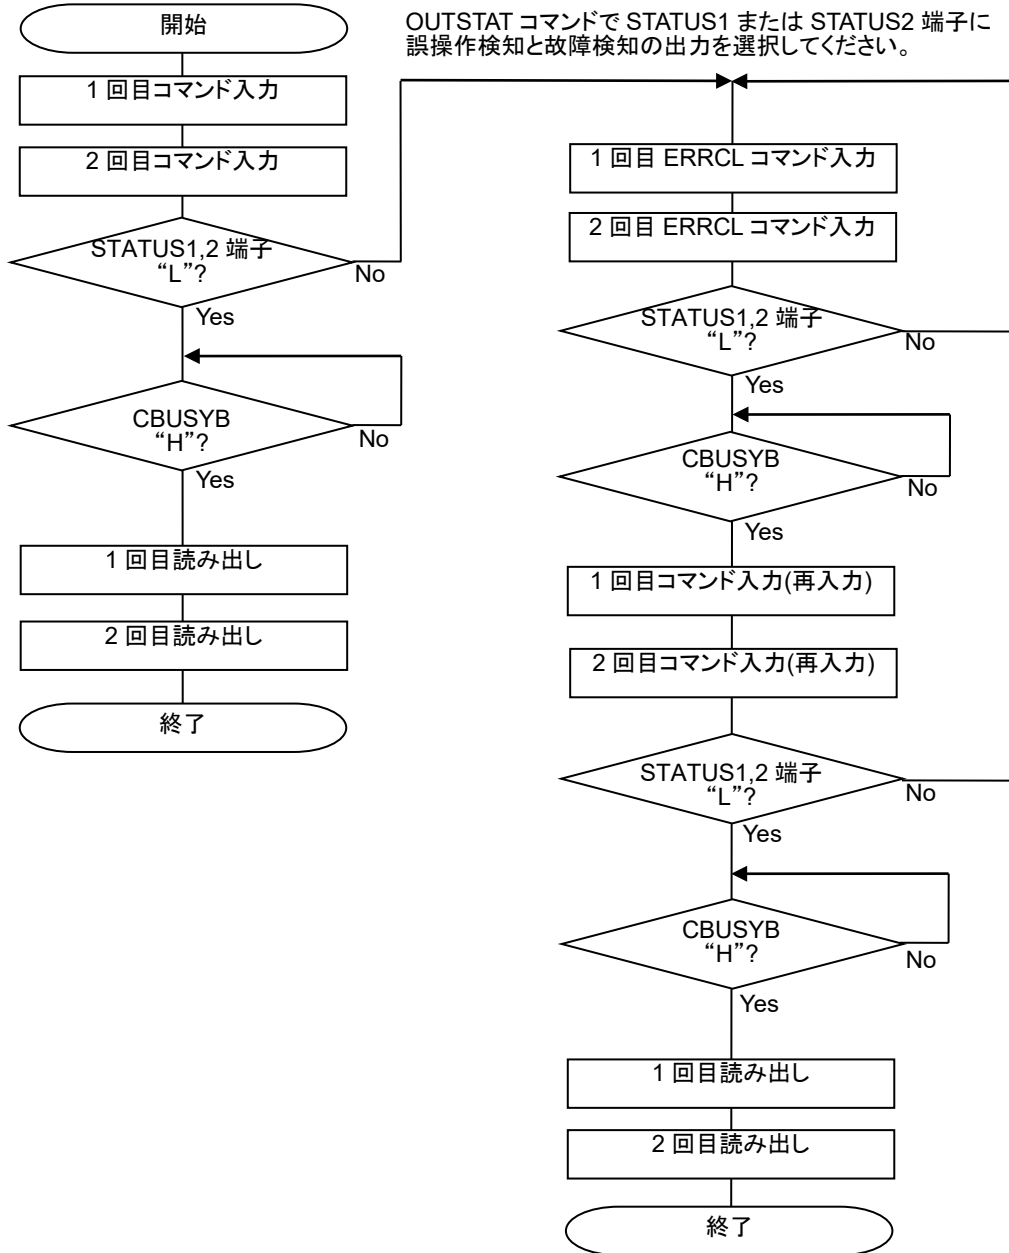 開始
1 回目コマンド入力
2 回目コマンド入力
STATUS1,2 端子
“L”?
No
Yes
CBUSYB
“H”?
No
Yes
1 回目読み出し
2 回目読み出し
終了
OUTSTAT コマンドで STATUS1 または STATUS2 端子に
誤操作検知と故障検知の出力を選択してください。
1 回目 ERRCL コマンド入力
2 回目 ERRCL コマンド入力
STATUS1,2 端子
“L”?
No
Yes
CBUSYB
“H”?
No
Yes
1 回目コマンド入力(再入力)
2 回目コマンド入力(再入力)
STATUS1,2 端子
“L”?
No
Yes
CBUSYB
“H”?
No
Yes
1 回目読み出し
2 回目読み出し
終了